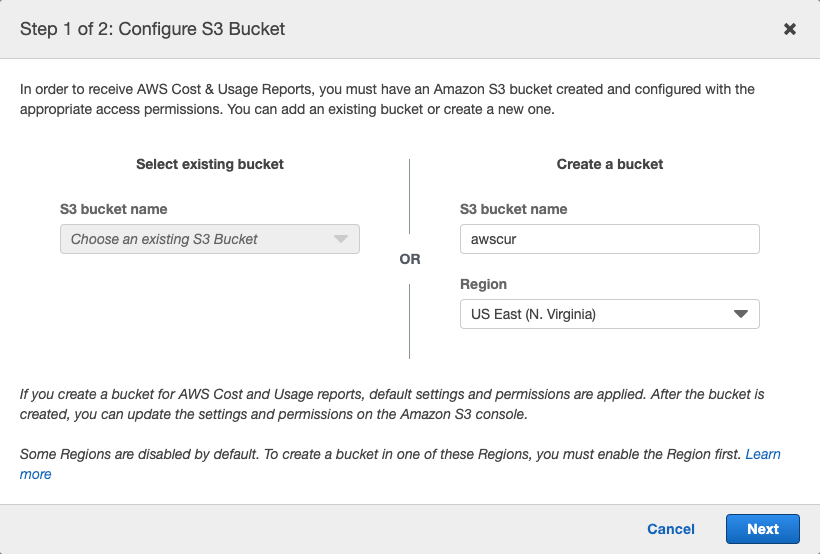 Step 1 of 2: Configure S3 Bucket
In order to receive AWS Cost & Usage Reports, you must have an Amazon S3 bucket created and configured with the
appropriate access permissions. You can add an existing bucket or create a new one.
Select existing bucket
S3 bucket name
Choose an existing S3 Bucket
OR
Create a bucket
S3 bucket name
awscur
Region
US East (N. Virginia)
If you create a bucket for AWS Cost and Usage reports, default settings and permissions are applied. After the bucket is
created, you can update the settings and permissions on the Amazon S3 console.
Some Regions are disabled by default. To create a bucket in one of these Regions, you must enable the Region first. Learn
more
Cancel
Next